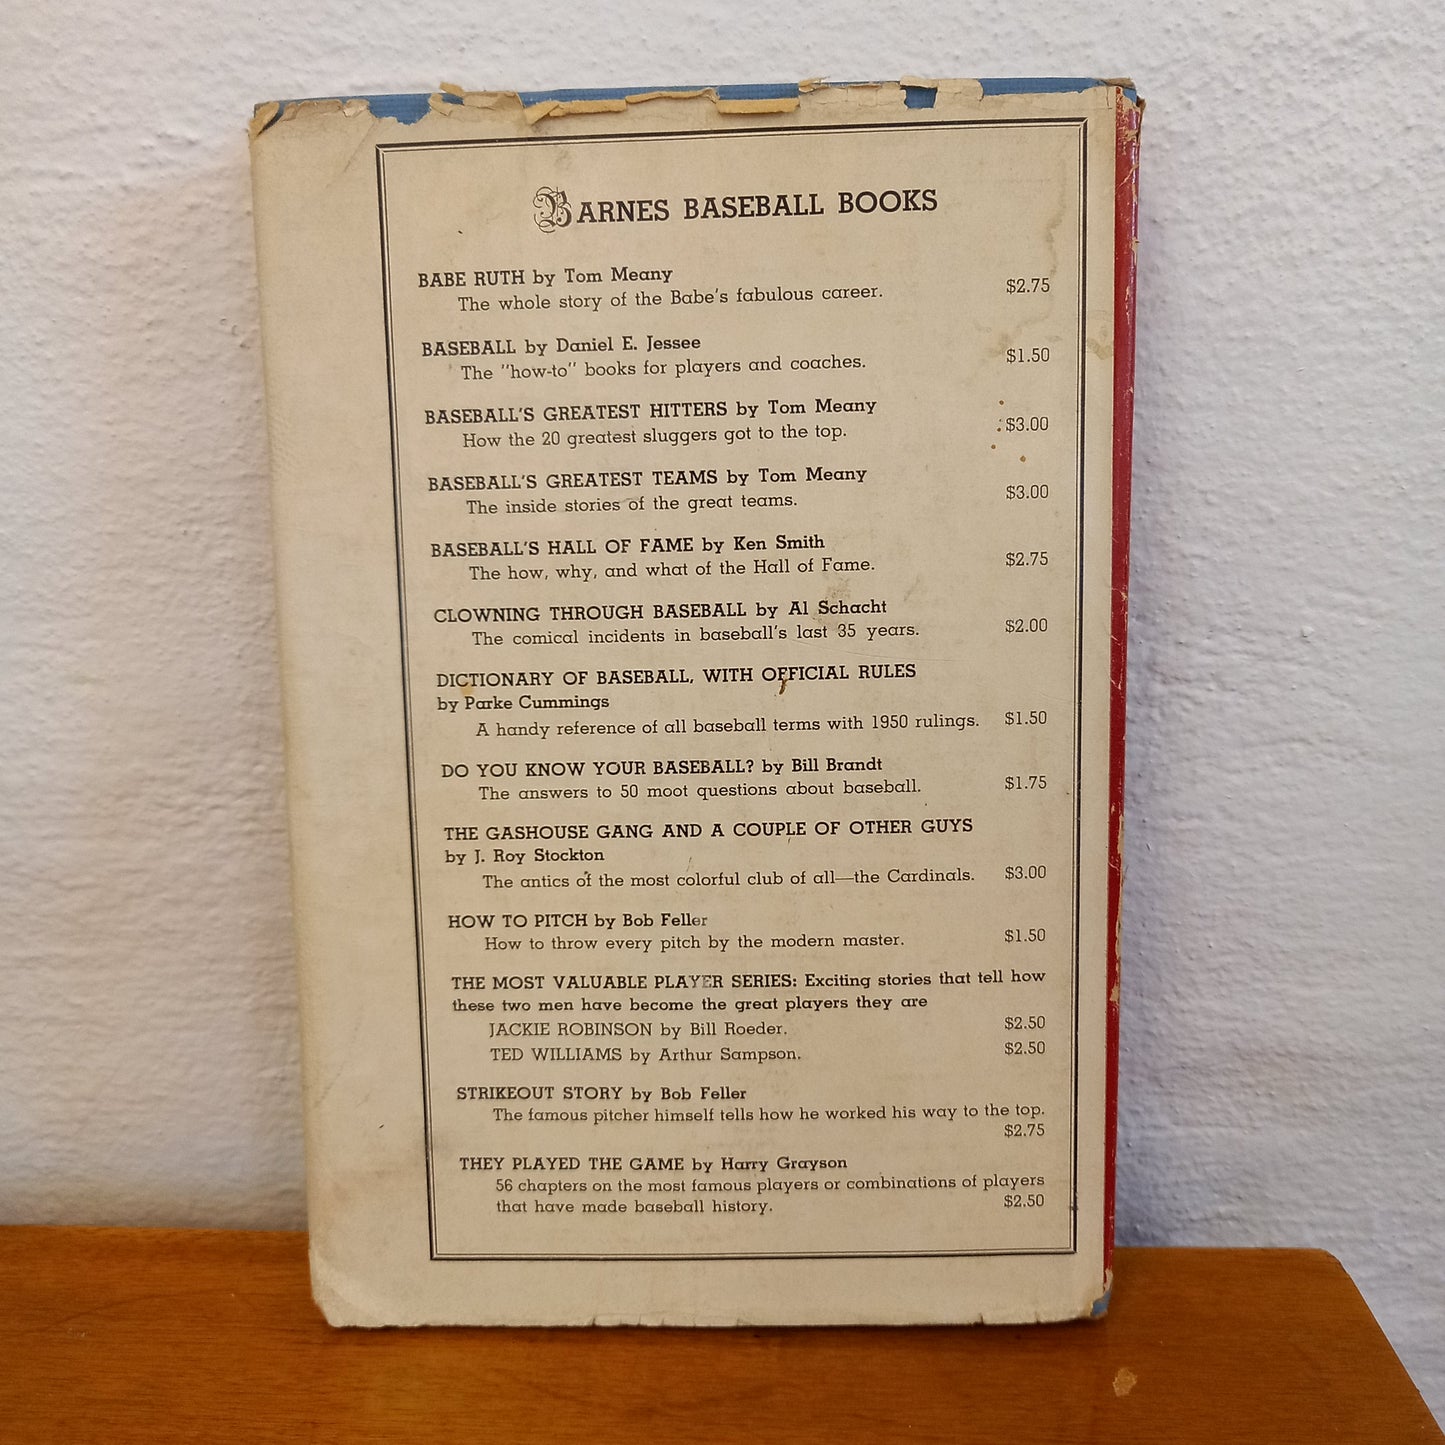 BARNES BASEBALL BOOKS
BABE RUTH by Tom Meany
The whole story of the Babe's fabulous career. $2.75
BASEBALL by Daniel E. Jessee
The "how-to" books for players and coaches. $1.50
BASEBALL'S GREATEST HITTERS by Tom Meany
How the 20 greatest sluggers got to the top. $3.00
BASEBALL'S GREATEST TEAMS by Tom Meany
The inside stories of the great teams. $3.00
BASEBALL'S HALL OF FAME by Ken Smith
The how, why, and what of the Hall of Fame. $2.75
CLOWNING THROUGH BASEBALL by Al Schacht
The comical incidents in baseball's last 35 years. $2.00
DICTIONARY OF BASEBALL, WITH OFFICIAL RULES
by Parke Cummings
A handy reference of all baseball terms with 1950 rulings. $1.50
DO YOU KNOW YOUR BASEBALL? by Bill Brandt
The answers to 50 moot questions about baseball. $1.75
THE GASHOUSE GANG AND A COUPLE OF OTHER GUYS
by J. Roy Stockton
The antics of the most colorful club of all—the Cardinals. $3.00
HOW TO PITCH by Bob Feller
How to throw every pitch by the modern master. $1.50
THE MOST VALUABLE PLAYER SERIES: Exciting stories that tell how
these two men have become the great players they are
JACKIE ROBINSON by Bill Roeder. $2.50
TED WILLIAMS by Arthur Sampson. $2.50
STRIKEOUT STORY by Bob Feller
The famous pitcher himself tells how he worked his way to the top.
$2.75
THEY PLAYED THE GAME by Harry Grayson
56 chapters on the most famous players or combinations of players
that have made baseball history. $2.50